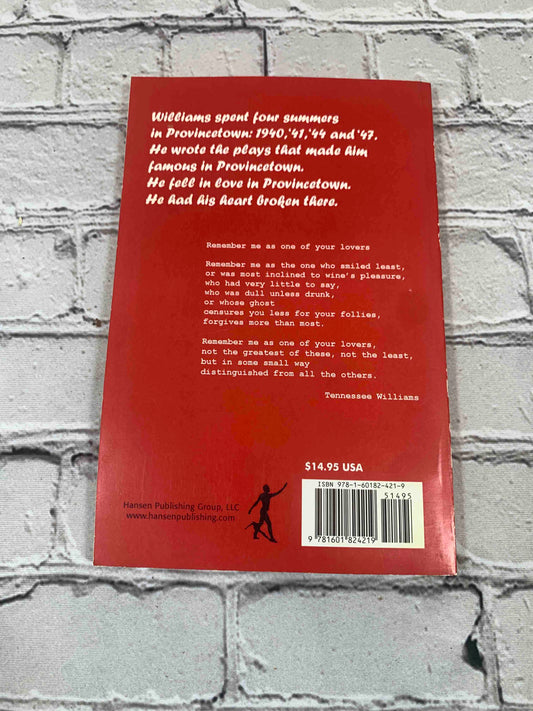 Williams spent four summers
in Provincetown: 1940,'41,'44 and '47.
He wrote the plays that made him
famous in Provincetown.
He fell in love in Provincetown.
He had his heart broken there.
Remember me as one of your lovers
Remember me as the one who smiled least,
or was most inclined to wine's pleasure,
who had very little to say,
who was dull unless drunk,
or whose ghost
censures you less for your follies,
forgives more than most.
Remember me as one of your lovers,
not the greatest of these, not the least,
but in some small way
distinguished from all the others.
Tennessee Williams
$14.95 USA
ISBN 978-1-60182-421-9
51495
9 781601 824219
Hansen Publishing Group, LLC
www.hansenpublishing.com